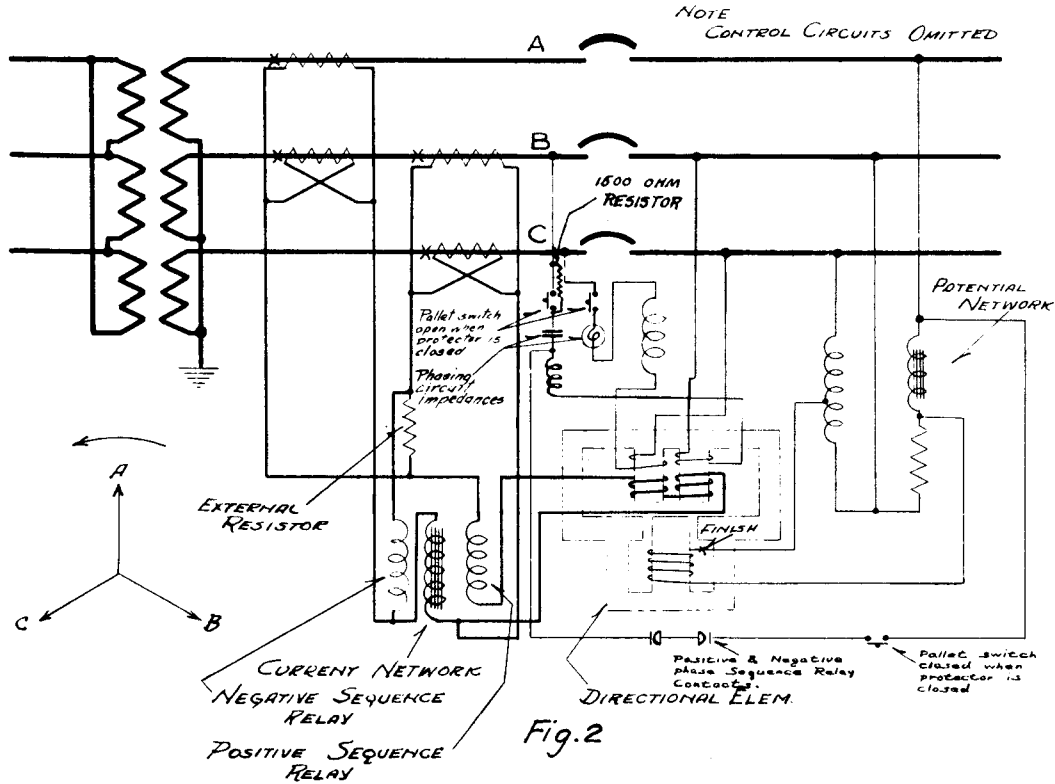 NOTE
CONTROL CIRCUITS OMITTED
A
B
1500 OHM
RESISTOR
C
POTENTIAL
NETWORK
Pallet switch
open when
protector is
closed
Phasing
circuit
impedances
A
EXTERNAL
RESISTOR
FINISH
C
B
Positive & Negative
phase Sequence Relay
Contacts.
Pallet switch
closed when
protector is
closed
CURRENT NETWORK
NEGATIVE SEQUENCE
RELAY
DIRECTIONAL ELEM.
Fig.2
POSITIVE SEQUENCE
RELAY